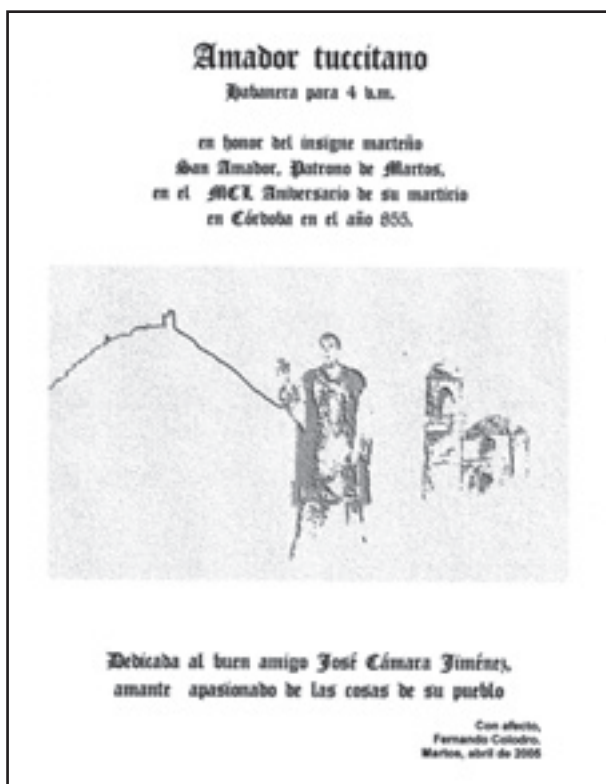 Amador tuccitano
Habanera para 4 v.m.
en honor del insigne marteño
San Amador, Patrono de Martos,
en el MCL Aniversario de su martirio
en Córdoba en el año 855.
Dedicada al buen amigo José Cámara Jiménez,
amante apasionado de las cosas de su pueblo
Con afecto,
Fernando Colodro.
Martos, abril de 2005